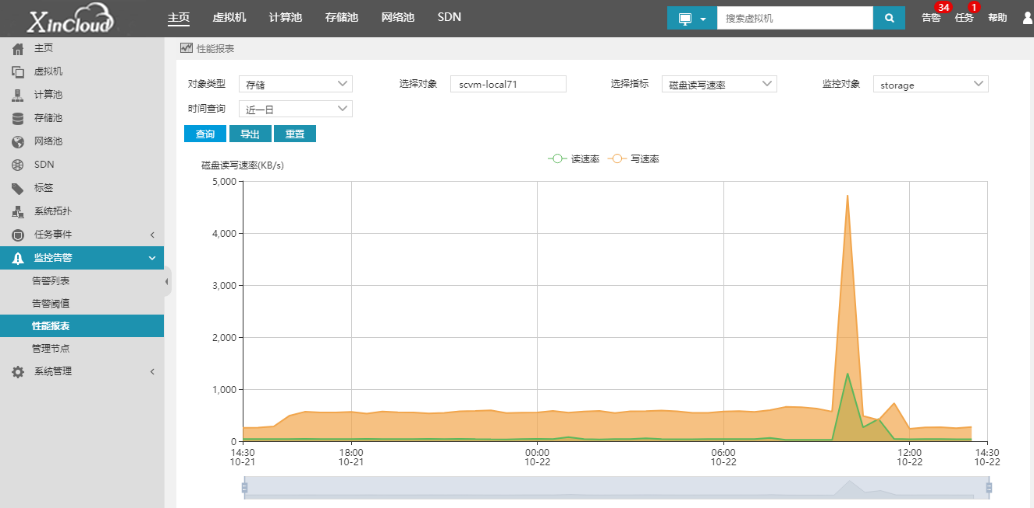 XinCloud 主页 虚拟机 计算池 存储池 网络池 SDN 搜索虚拟机 告警 34 任务 1 帮助
主页
虚拟机
计算池
存储池
网络池
SDN
标签
系统拓扑
任务事件
监控告警
告警列表
告警阈值
性能报表
管理节点
系统管理
性能报表
对象类型 存储 选择对象 scvm-local71 选择指标 磁盘读写速率 监控对象 storage
时间查询 近一日
查询 导出 重置
磁盘读写速率(KB/s) 读速率 写速率
5,000
4,000
3,000
2,000
1,000
0
14:30 18:00 00:00 06:00 12:00 14:30
10-21 10-21 10-22 10-22 10-22 10-22